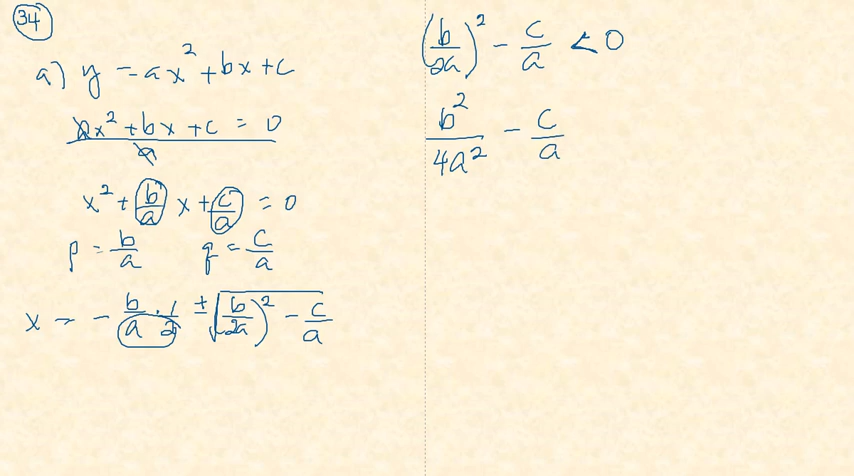 34
a) y = ax² + bx + c
ax² + bx + c = 0
a
x² + b/a x + c/a = 0
p = b/a q = c/a
x = - b/a · 1/2 ± √(b/2a)² - c/a
(b/2a)² - c/a < 0
b²/4a² - c/a